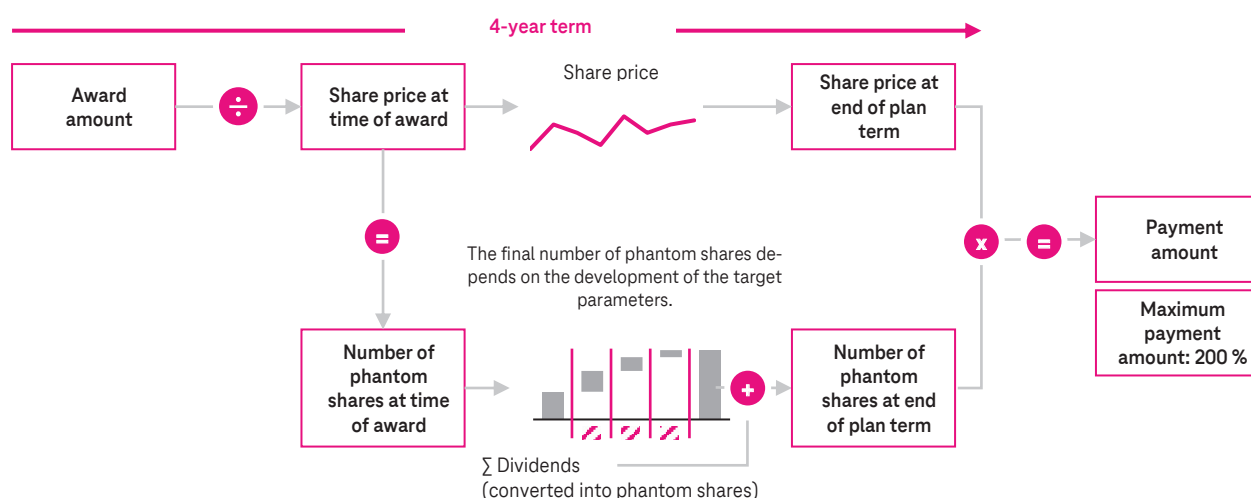 4-year term
Award
amount
÷
Share price at
time of award
Share price
Share price at
end of plan
term
=
The final number of phantom shares de-
pends on the development of the target
parameters.
x
=
Payment
amount
Maximum
payment
amount: 200 %
Number of
phantom
shares at time
of award
+
Number of
phantom
shares at end
of plan term
∑ Dividends
(converted into phantom shares)